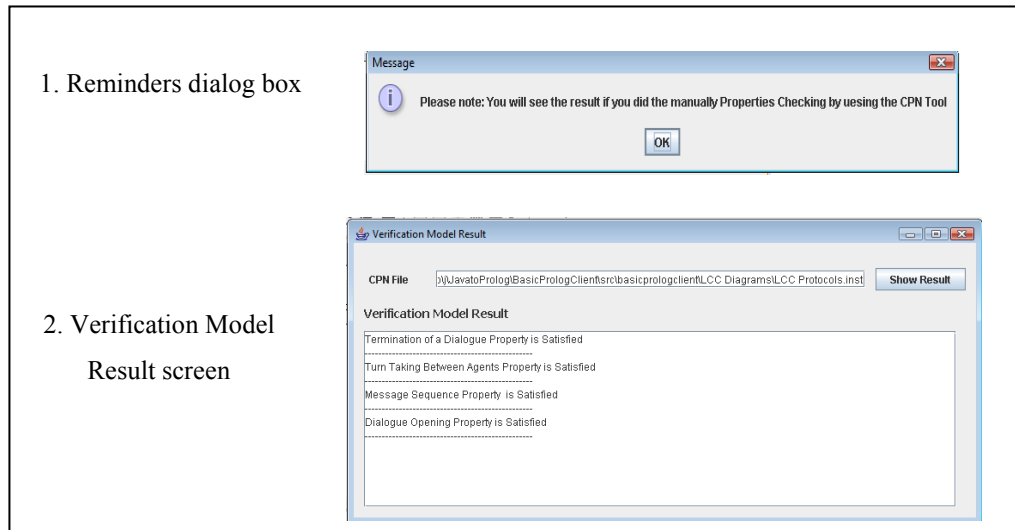 1. Reminders dialog box
Message
Please note: You will see the result if you did the manually Properties Checking by uesing the CPN Tool
OK
2. Verification Model
Result screen
Verification Model Result
CPN File
\JavatoProlog\BasicPrologClient\src\basicprologclient\LCC Diagrams\LCC Protocols.inst
Show Result
Verification Model Result
Termination of a Dialogue Property is Satisfied
------------------------------------------------
Turn Taking Between Agents Property is Satisfied
------------------------------------------------
Message Sequence Property is Satisfied
------------------------------------------------
Dialogue Opening Property is Satisfied
------------------------------------------------